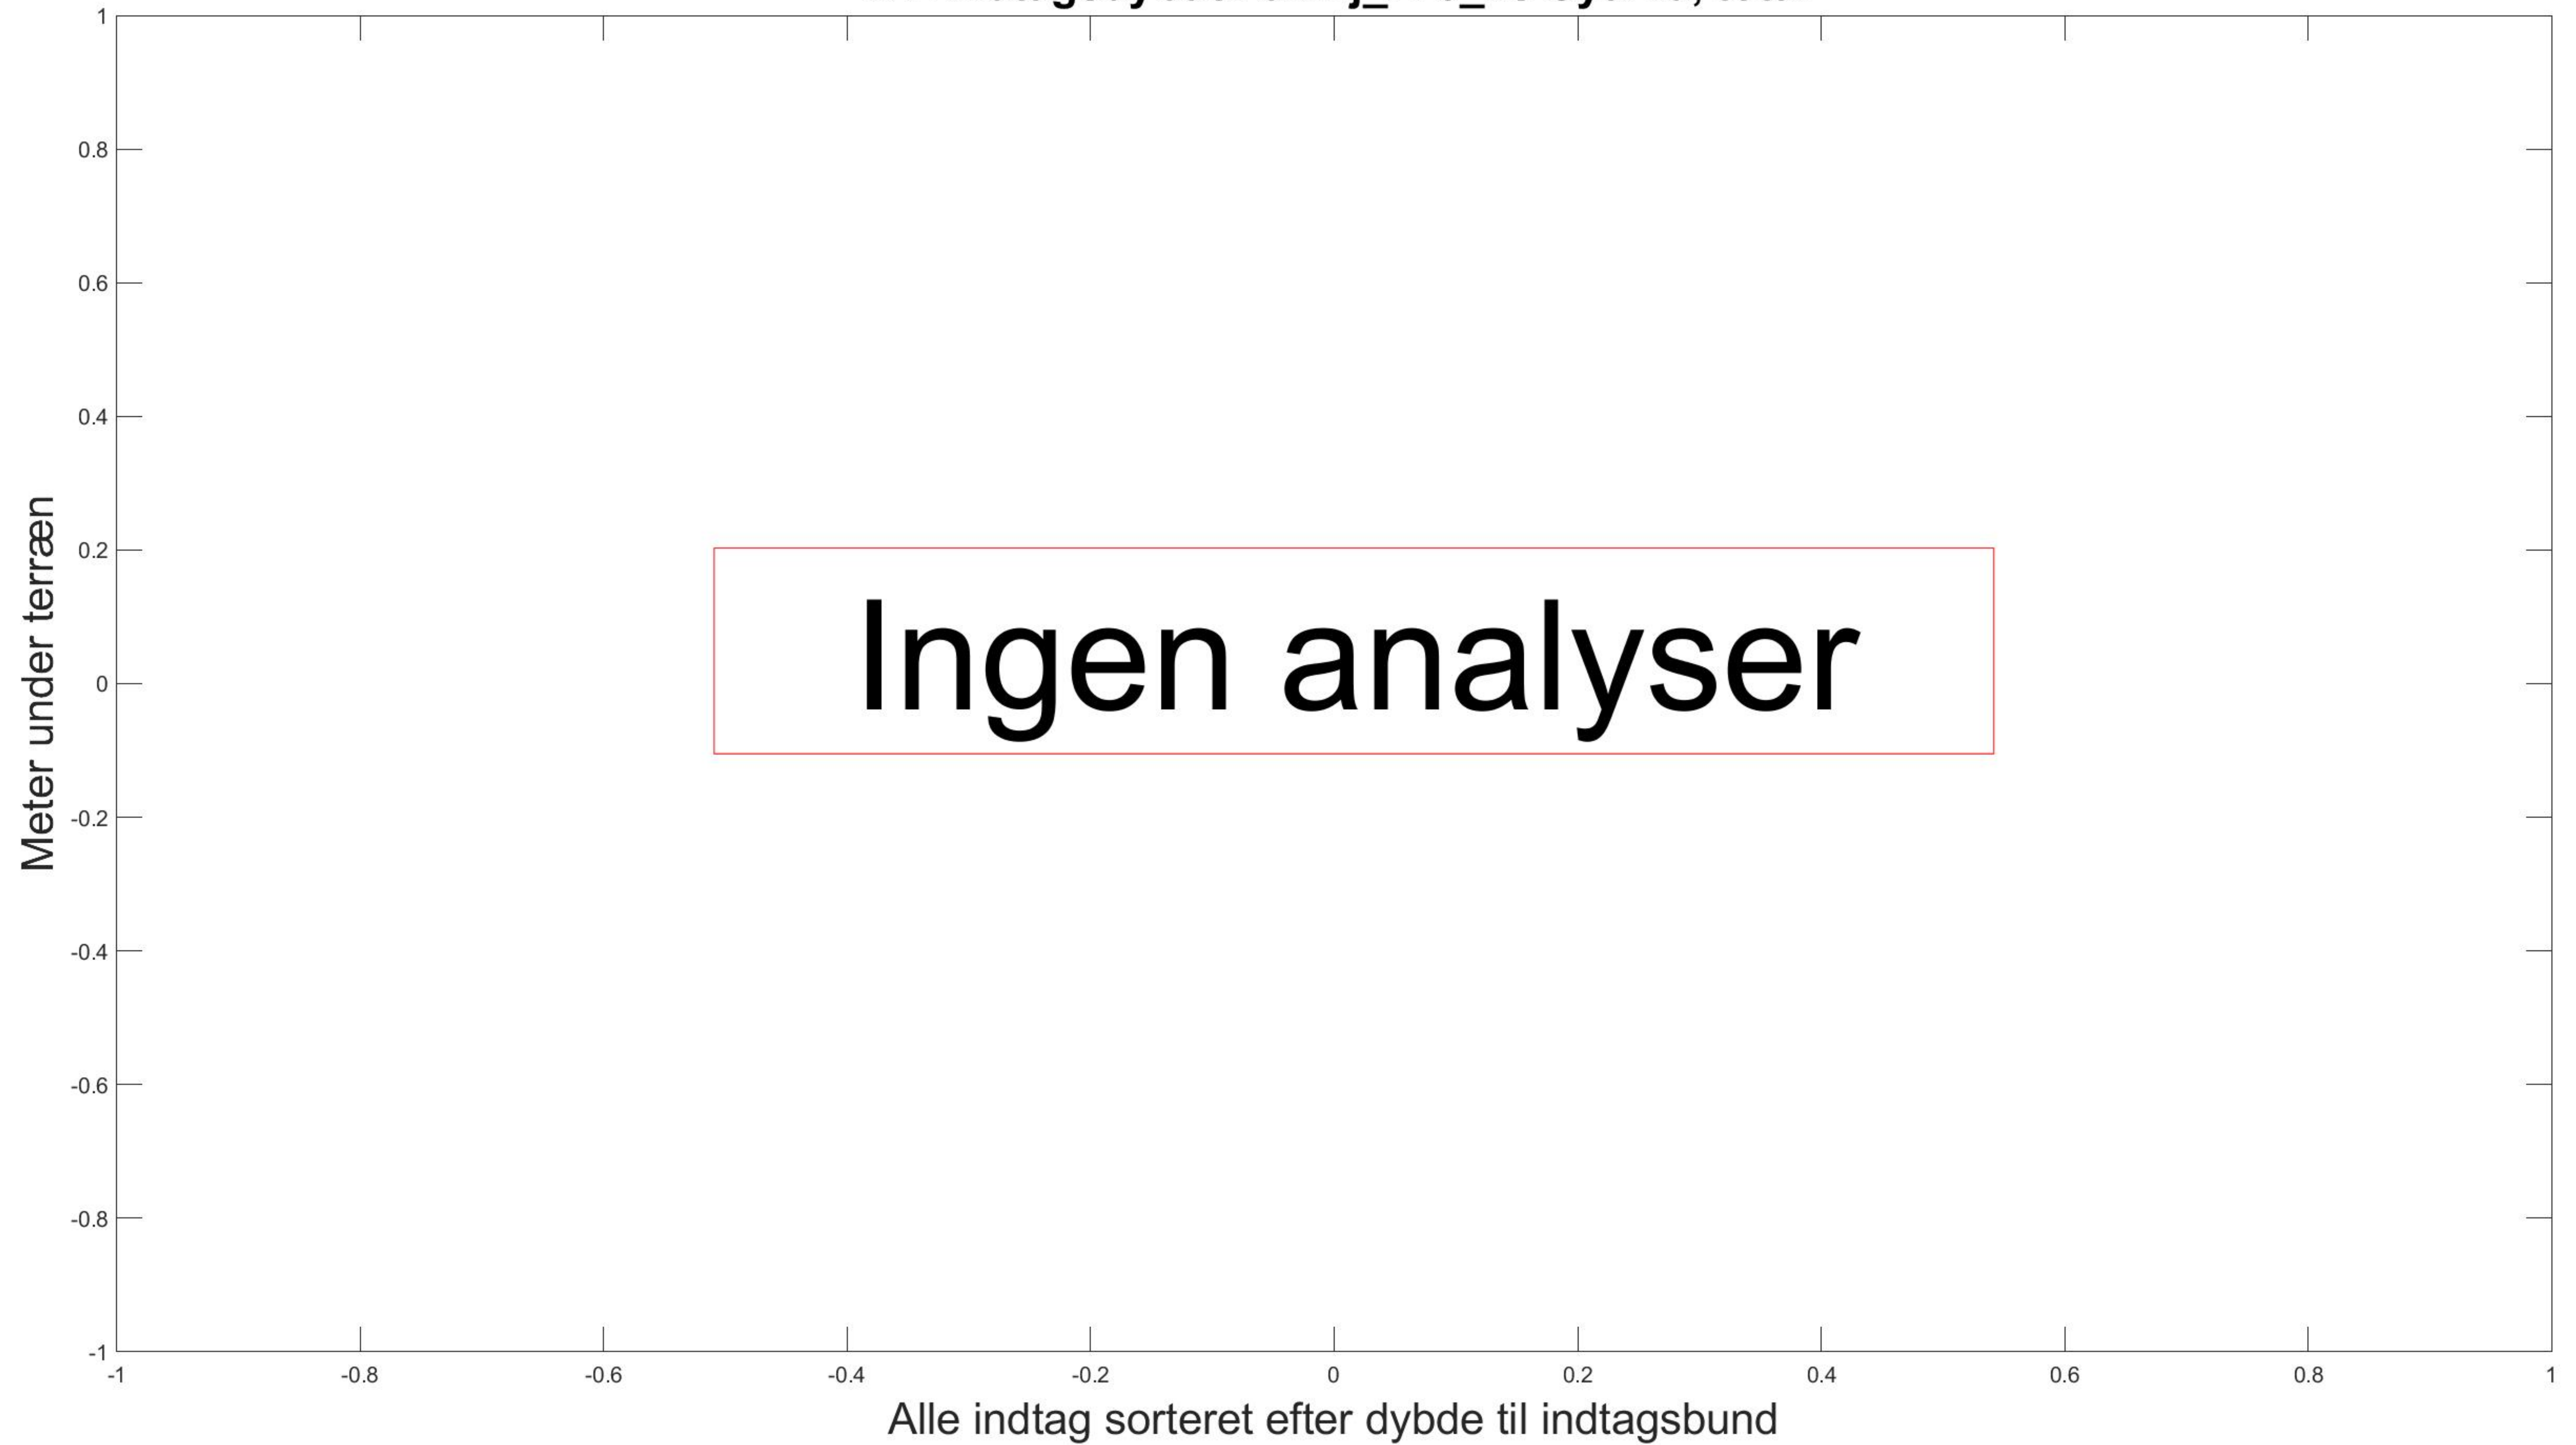 1
0.8
0.6
0.4
0.2
0
-0.2
-0.4
-0.6
-0.8
-1
Meter under terræn
Ingen analyser
-1 -0.8 -0.6 -0.4 -0.2 0 0.2 0.4 0.6 0.8 1
Alle indtag sorteret efter dybde til indtagsbund